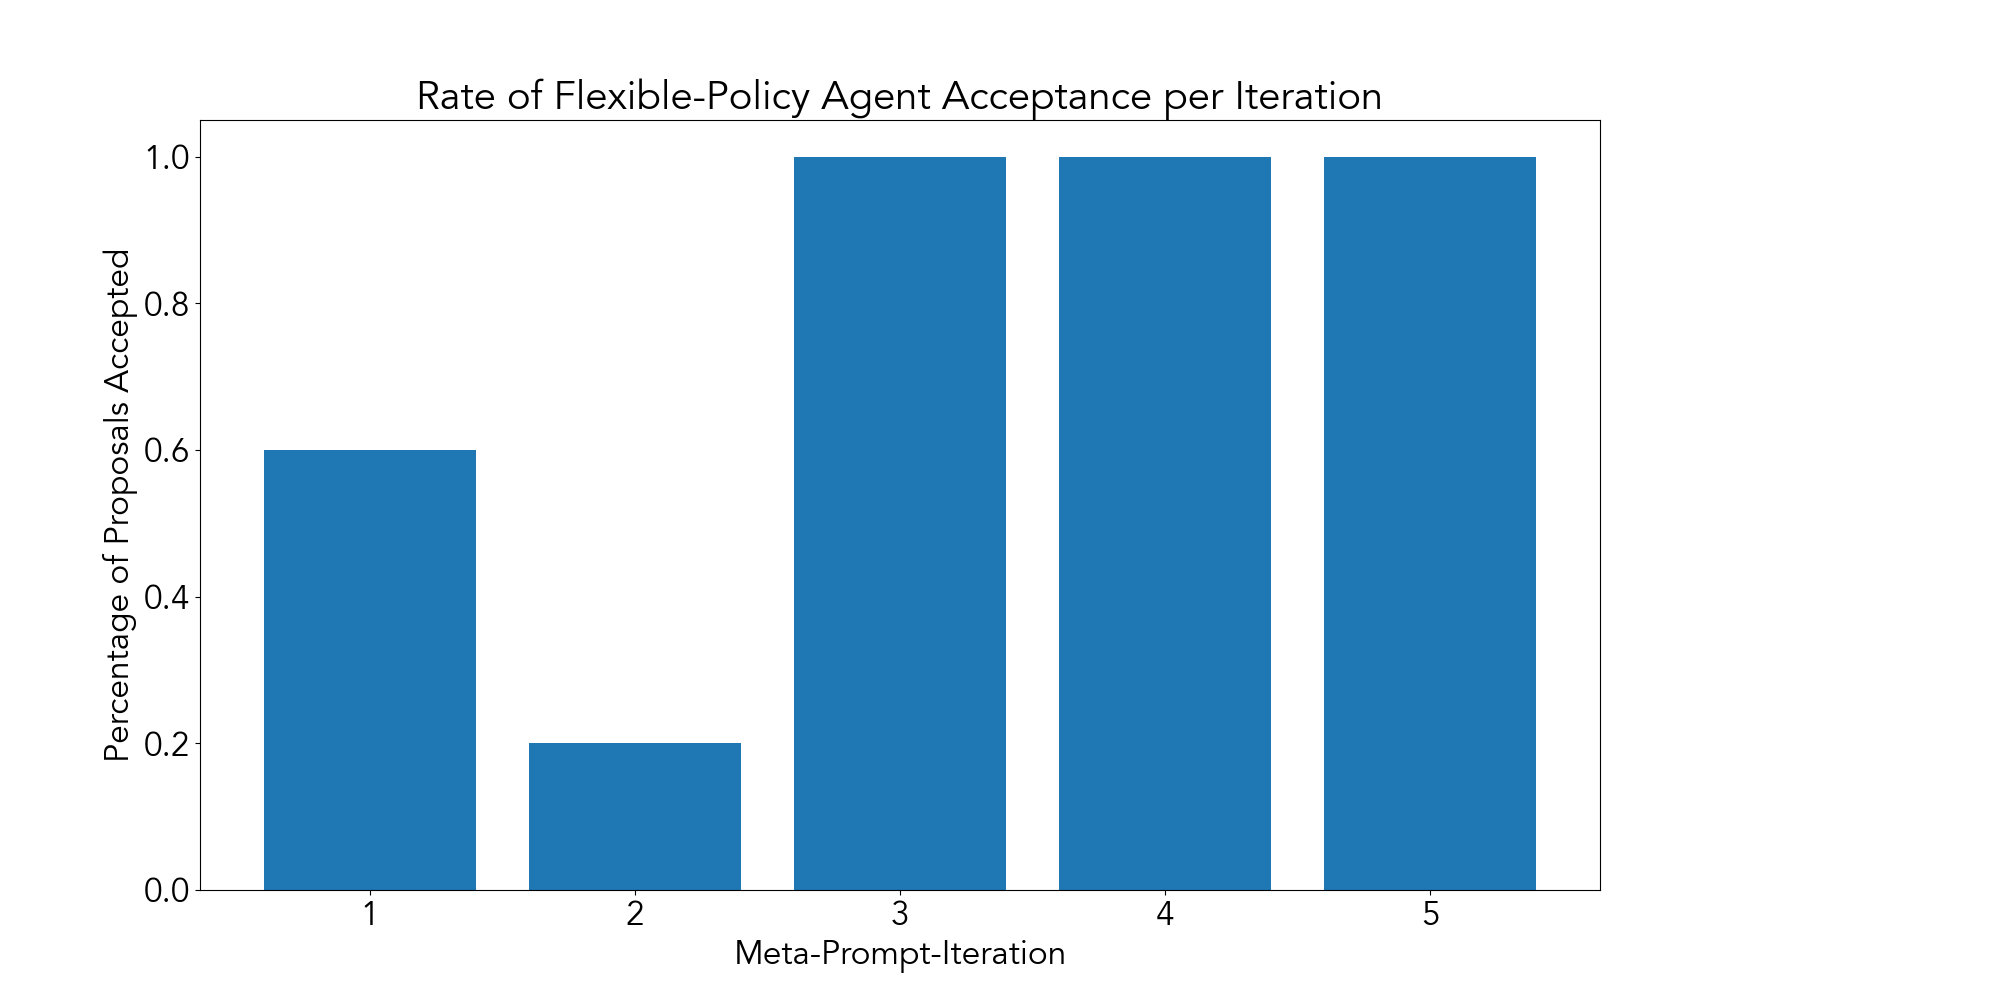 Rate of Flexible-Policy Agent Acceptance per Iteration
Percentage of Proposals Accepted
1.0
0.8
0.6
0.4
0.2
0.0
1 2 3 4 5
Meta-Prompt-Iteration